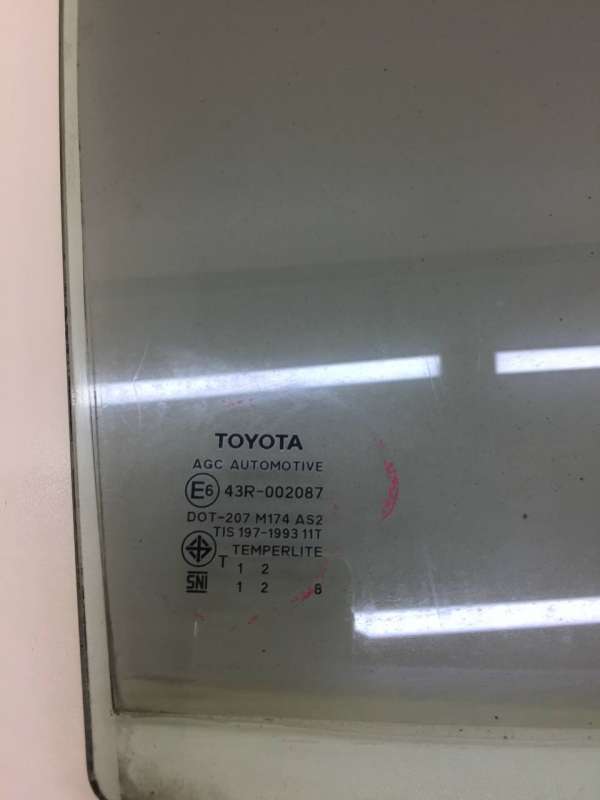 TOYOTA
AGC AUTOMOTIVE
E6 43R-002087
DOT-207 M174 AS2
TIS 197-1993 11T
TEMPERLITE
T 1 2
SNI 1 2 8